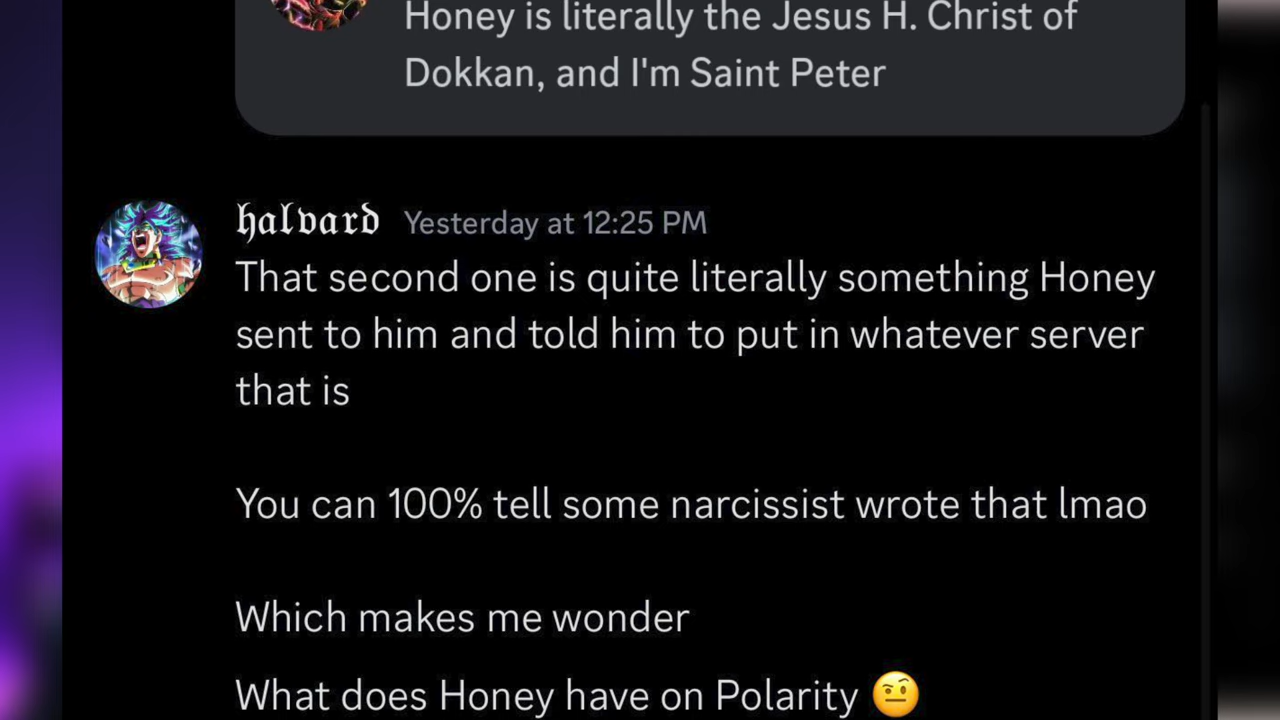 Honey is literally the Jesus H. Christ of
Dokkan, and I'm Saint Peter
halvard Yesterday at 12:25 PM
That second one is quite literally something Honey
sent to him and told him to put in whatever server
that is
You can 100% tell some narcissist wrote that lmao
Which makes me wonder
What does Honey have on Polarity 🤨